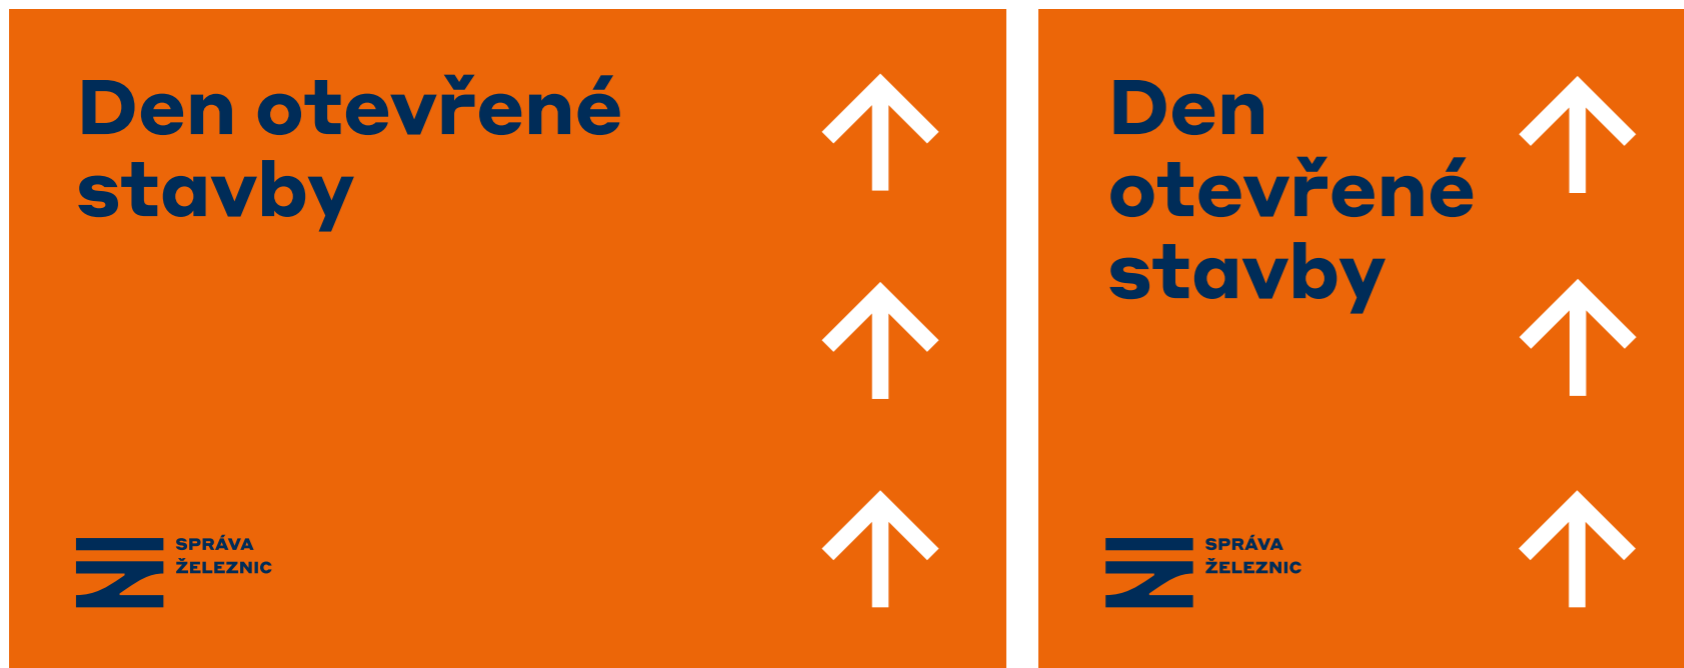 Den otevřené
stavby
SPRÁVA
ŽELEZNIC
Den
otevřené
stavby
SPRÁVA
ŽELEZNIC